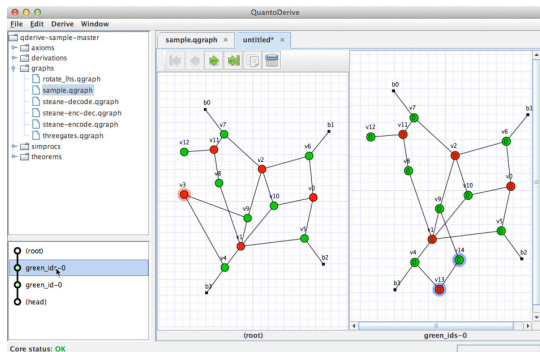 QuantoDerive
File Edit Derive Window
qderive-sample-master
axioms
derivations
graphs
rotate_lhs.qgraph
sample.qgraph
steane-decode.qgraph
steane-enc-dec.qgraph
steane-encode.qgraph
threegates.qgraph
simprocs
theorems
(root)
green_ids-0
green_id-0
(head)
sample.qgraph × untitled* ×
b0
v7
b1
v12
v11
v6
v2
v8
v3
v10
v0
v9
v1
v5
v4
b2
b3
(root)
b0
v7
b1
v12
v11
v6
v2
v8
v0
v10
v9
v1
v5
v14
v4
b2
v13
b3
green_ids-0
Core status: OK